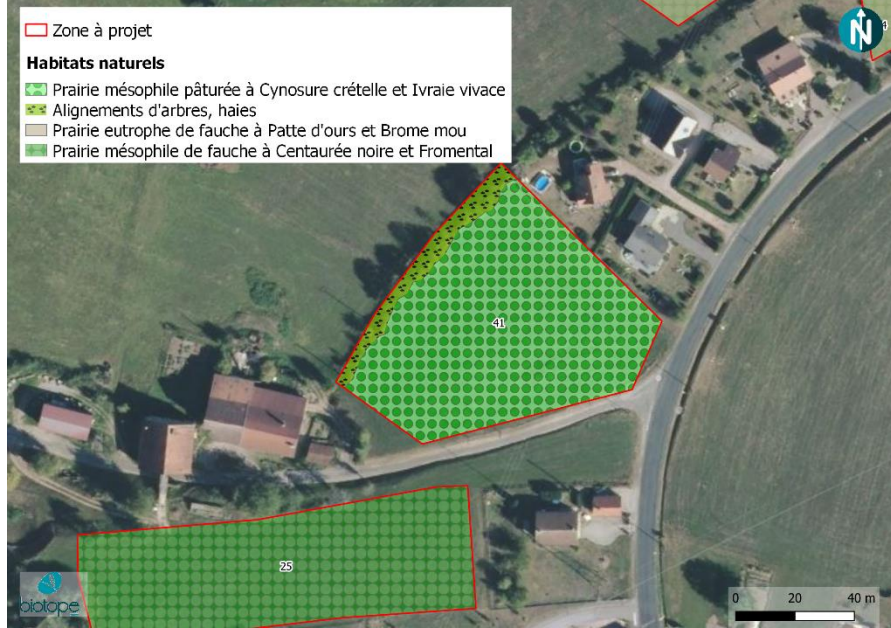 Zone à projet
Habitats naturels
Prairie mésophile pâturée à Cynosure crételle et Ivraie vivace
Alignements d'arbres, haies
Prairie eutrophe de fauche à Patte d'ours et Brome mou
Prairie mésophile de fauche à Centaurée noire et Fromental
N
41
25
biotope
0 20 40 m